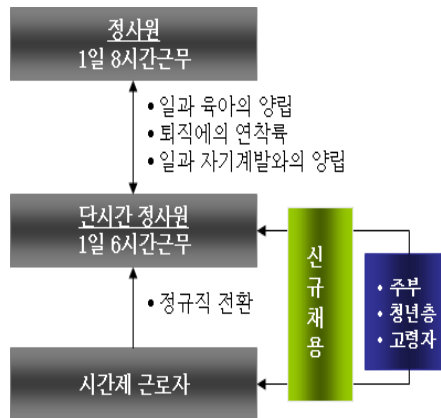 정사원
1일 8시간근무
• 일과 육아의 양립
• 퇴직에의 연착륙
• 일과 자기계발와의 양립
단시간 정사원
1일 6시간근무
• 정규직 전환
시간제 근로자
신
규
채
용
• 주부
• 청년층
• 고령자